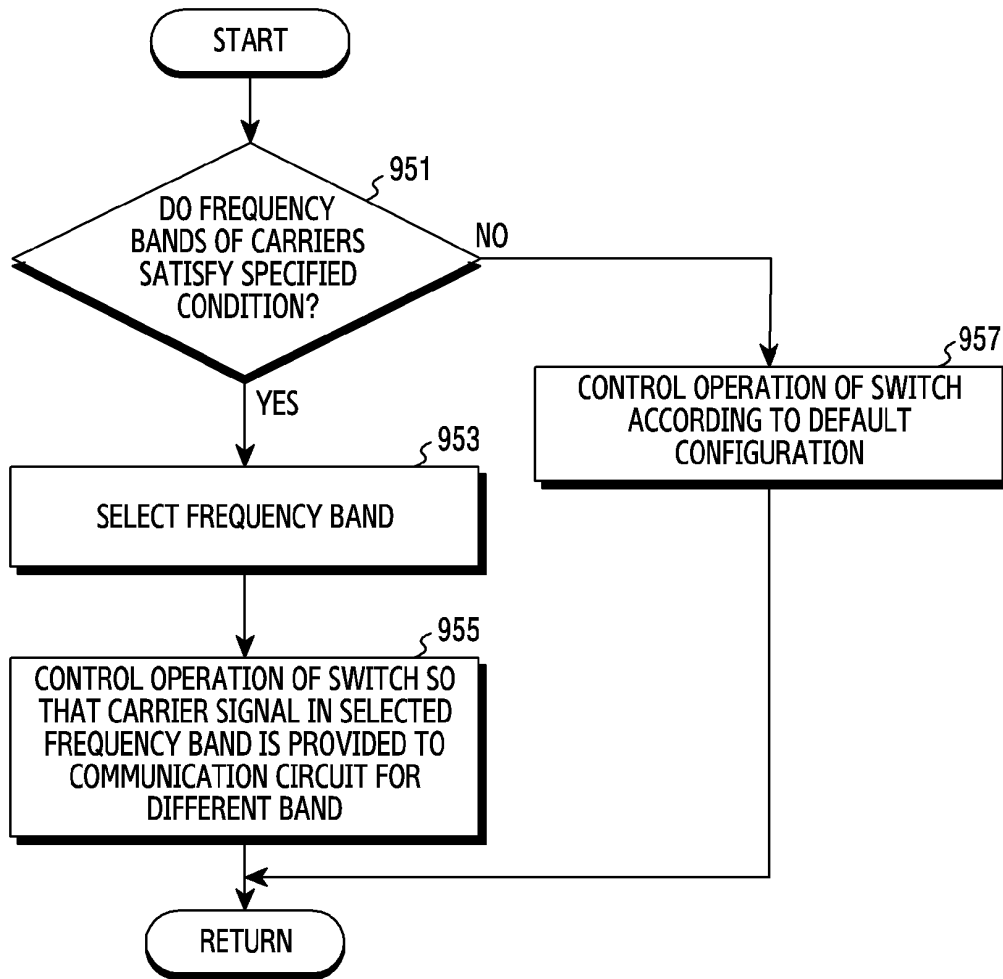 START
951
DO FREQUENCY
BANDS OF CARRIERS
SATISFY SPECIFIED
CONDITION?
NO
YES
957
CONTROL OPERATION OF SWITCH
ACCORDING TO DEFAULT
CONFIGURATION
953
SELECT FREQUENCY BAND
955
CONTROL OPERATION OF SWITCH SO
THAT CARRIER SIGNAL IN SELECTED
FREQUENCY BAND IS PROVIDED TO
COMMUNICATION CIRCUIT FOR
DIFFERENT BAND
RETURN